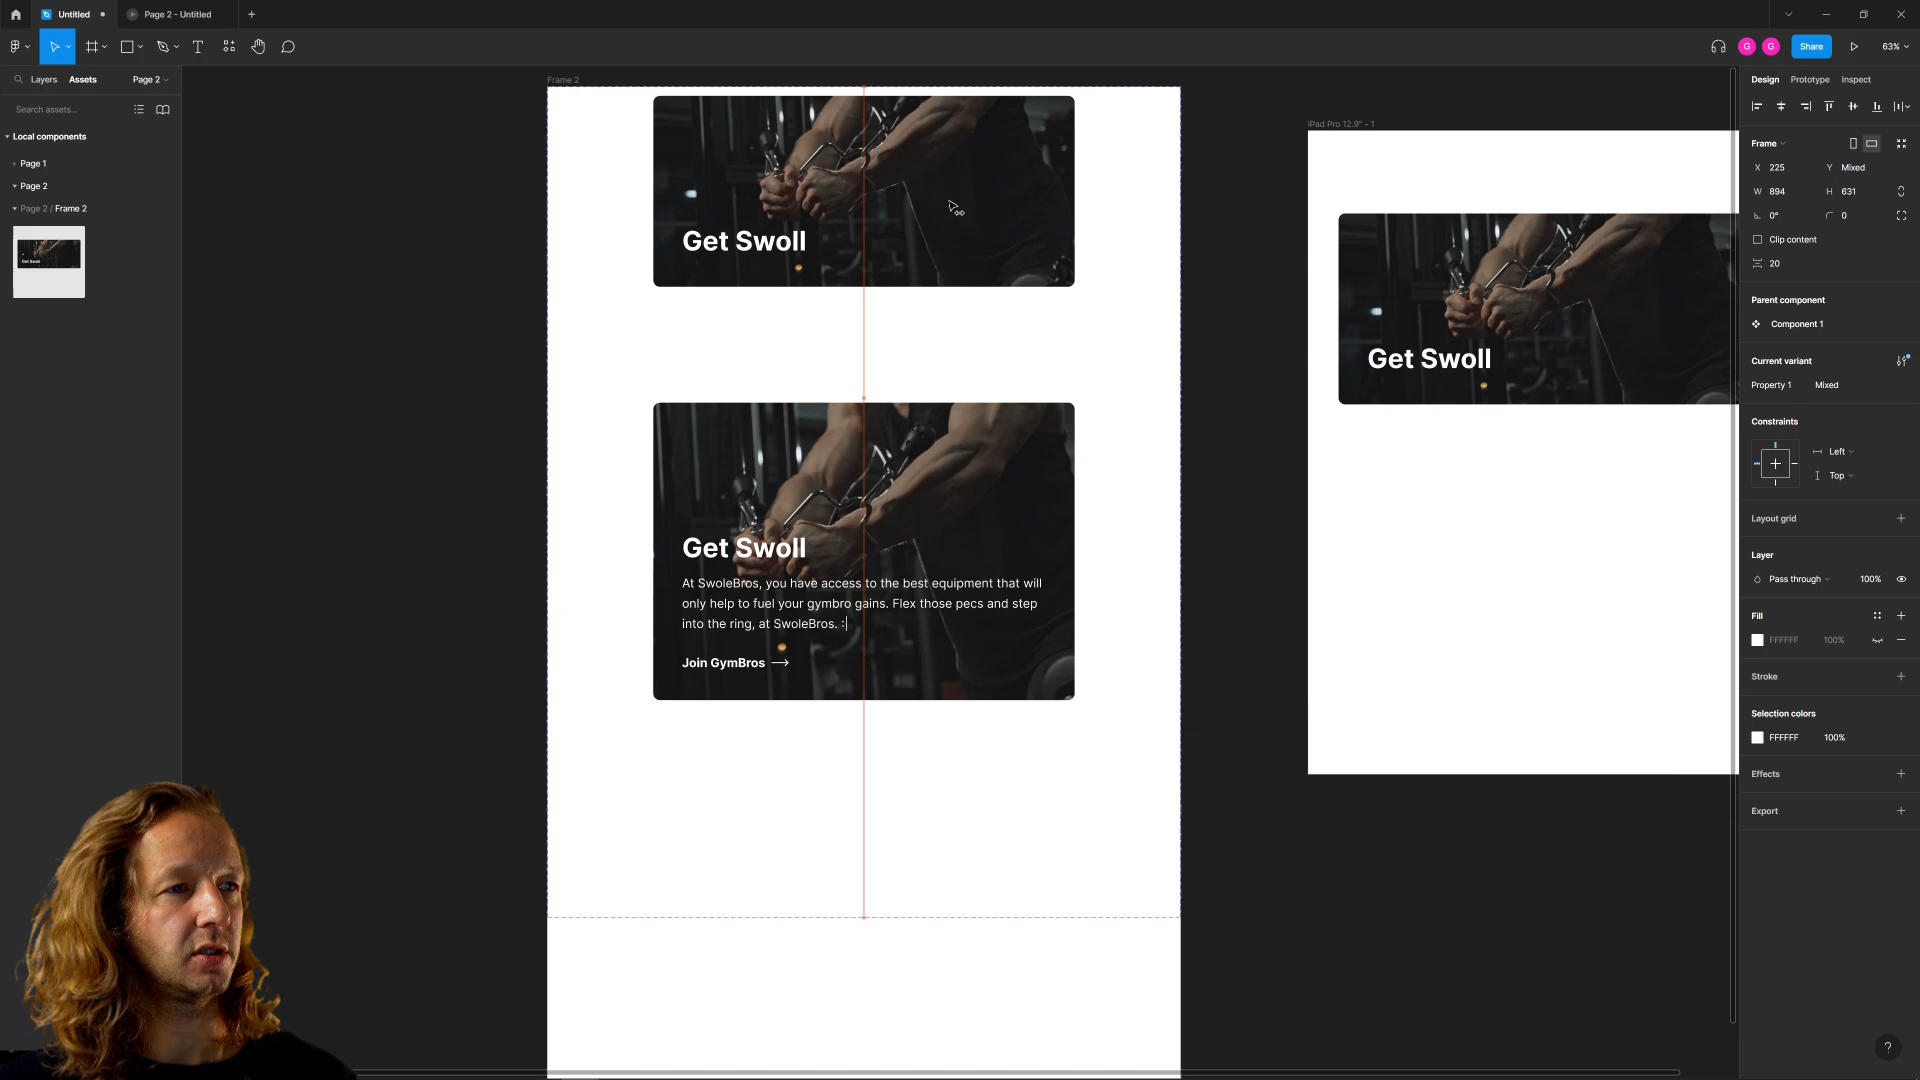 Untitled
Page 2 - Untitled
G
G
Share
63%
Layers
Assets
Page 2
Search assets...
Local components
Page 1
Page 2
Page 2 / Frame 2
Get Swoll
Frame 2
Get Swoll
Get Swoll
At SwoleBros, you have access to the best equipment that will
only help to fuel your gymbro gains. Flex those pecs and step
into the ring, at SwoleBros. :|
Join GymBros
iPad Pro 12.9" - 1
Get Swoll
Design
Prototype
Inspect
Frame
X 225
Y Mixed
W 894
H 631
0°
0
Clip content
20
Parent component
Component 1
Current variant
Property 1
Mixed
Constraints
Left
Top
Layout grid
Layer
Pass through
100%
Fill
FFFFFF
100%
Stroke
Selection colors
FFFFFF
100%
Effects
Export
?